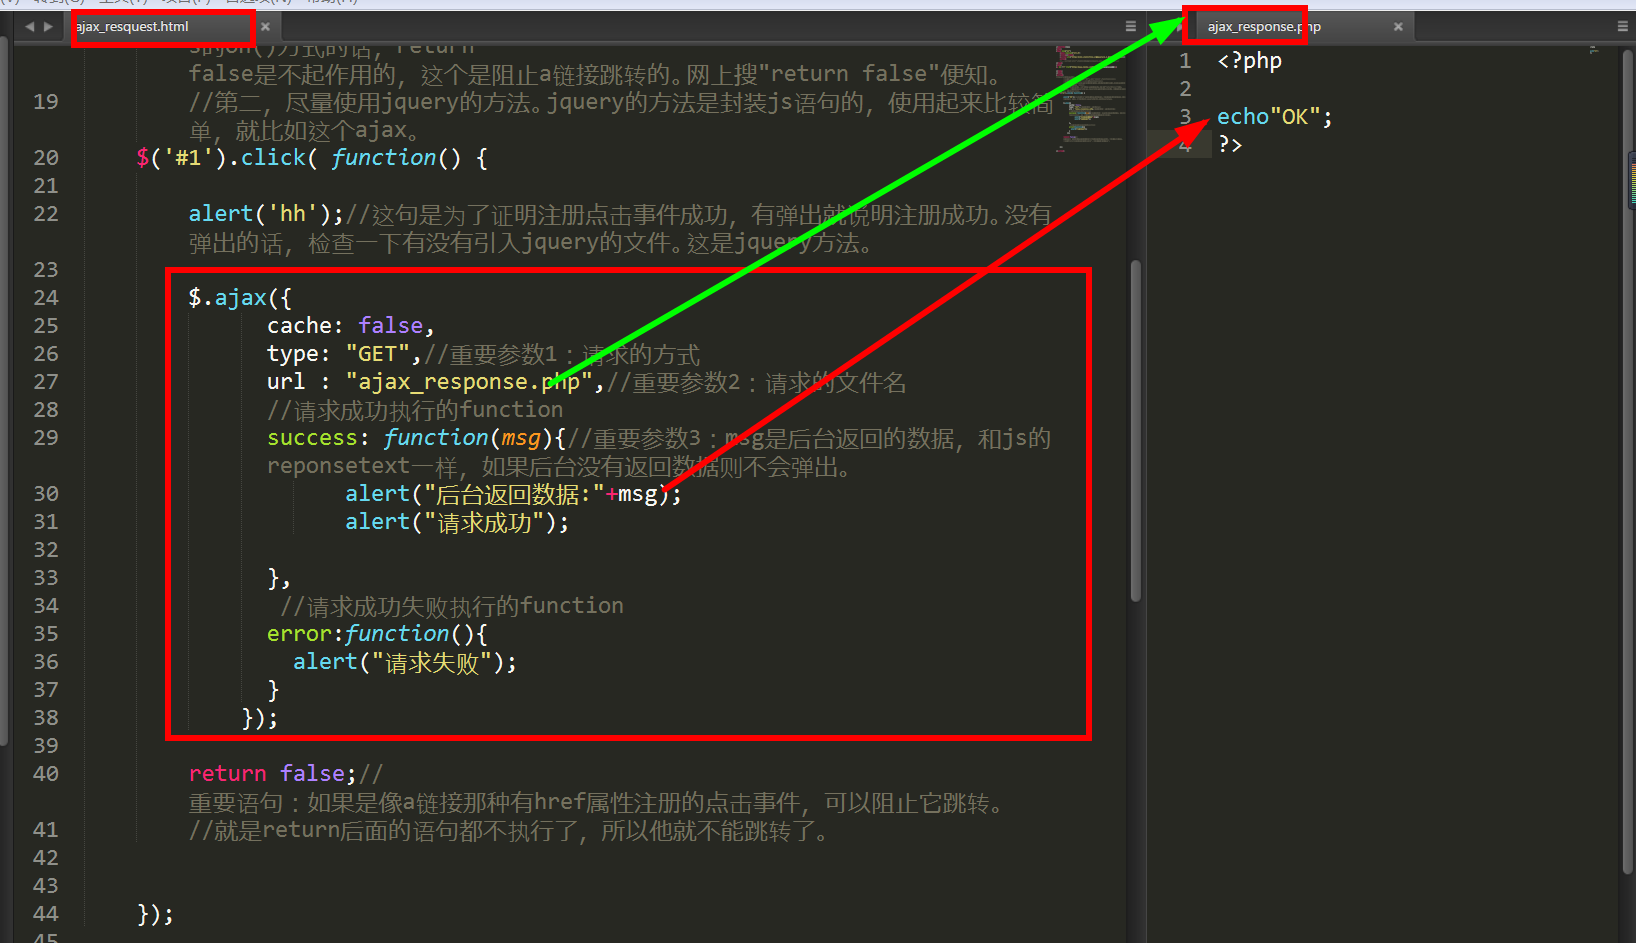 ajax_resquest.html
ajax_response.php
false是不起作用的，这个是阻止a链接跳转的。网上搜"return false"便知。
19 //第二，尽量使用jquery的方法。jquery的方法是封装js语句的，使用起来比较简
单，就比如这个ajax。
20 $('#1').click( function() {
21
22 alert('hh');//这句是为了证明注册点击事件成功，有弹出就说明注册成功。没有
弹出的话，检查一下有没有引入jquery的文件。这是jquery方法。
23
24 $.ajax({
25 cache: false,
26 type: "GET",//重要参数1：请求的方式
27 url : "ajax_response.php",//重要参数2：请求的文件名
28 //请求成功执行的function
29 success: function(msg){//重要参数3：msg是后台返回的数据，和js的
reponsetext一样，如果后台没有返回数据则不会弹出。
30 alert("后台返回数据:"+msg);
31 alert("请求成功");
32
33 },
34 //请求成功失败执行的function
35 error:function(){
36 alert("请求失败");
37 }
38 });
39
40 return false;//
重要语句：如果是像a链接那种有href属性注册的点击事件，可以阻止它跳转。
41 //就是return后面的语句都不执行了，所以他就不能跳转了。
42
43
44 });
45
1 <?php
2
3 echo"OK";
4 ?>